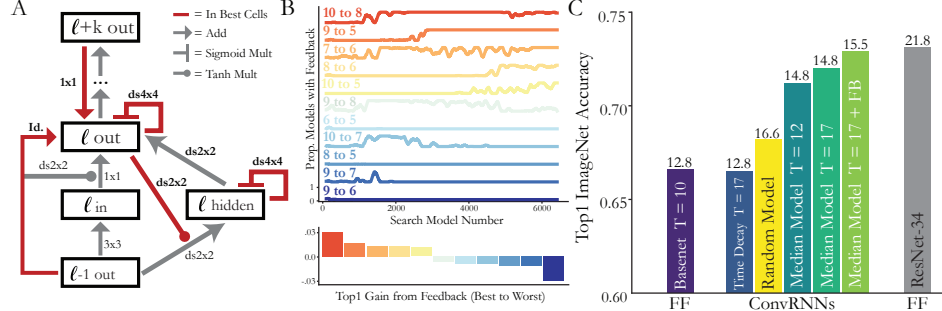 A
ℓ+k out
1x1
...
ds4x4
Id.
ℓ out
ds2x2
ds2x2
1x1
ds2x2
ds4x4
ℓ in
ℓ hidden
3x3
ds2x2
ℓ-1 out
= In Best Cells
= Add
= Sigmoid Mult
= Tanh Mult
B
Prop. Models with Feedback
10 to 8
9 to 5
7 to 6
8 to 6
10 to 5
9 to 8
6 to 5
10 to 7
8 to 5
9 to 7
9 to 6
1
0
0
2000
4000
6000
Search Model Number
.03
0.0
-.03
Top1 Gain from Feedback (Best to Worst)
C
Top1 ImageNet Accuracy
0.75
0.70
0.65
0.60
12.8
12.8
16.6
14.8
14.8
15.5
21.8
Basenet T = 10
Time Decay T = 17
Random Model
Median Model T = 12
Median Model T = 17
Median Model T = 17 + FB
ResNet-34
FF
ConvRNNs
FF